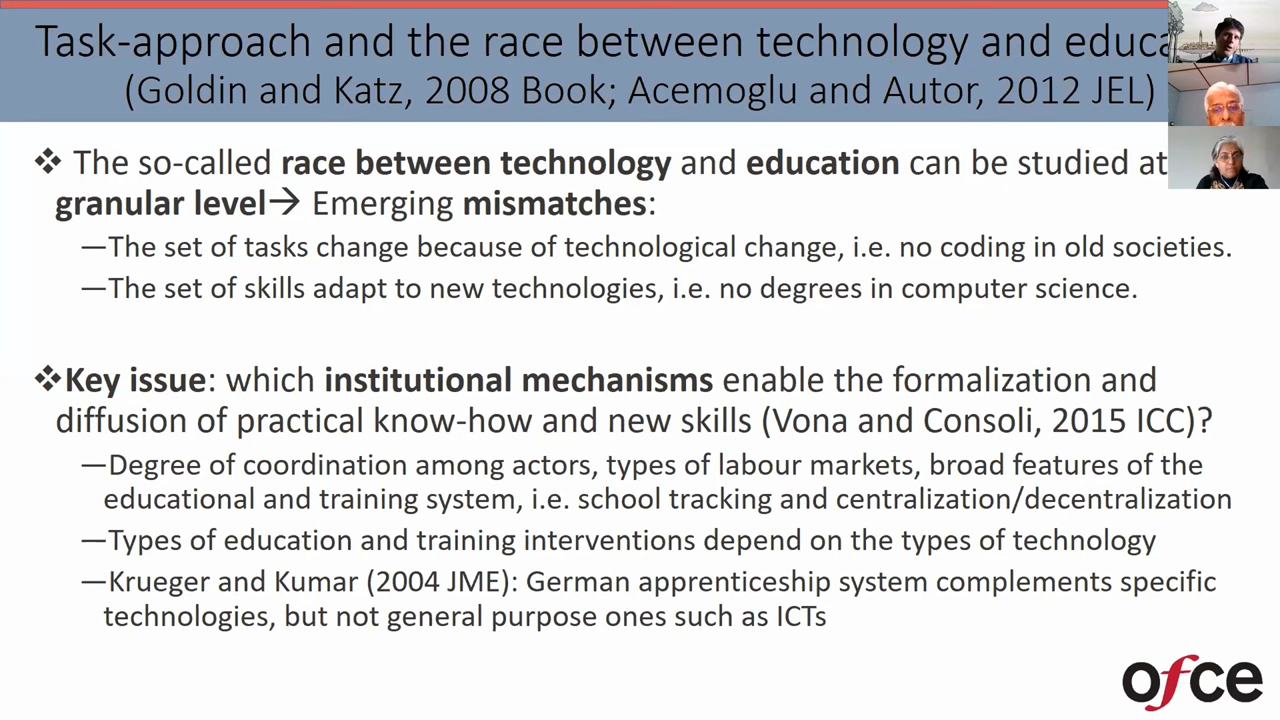 Task-approach and the race between technology and educa
(Goldin and Katz, 2008 Book; Acemoglu and Autor, 2012 JEL)
❖ The so-called race between technology and education can be studied at
granular level→ Emerging mismatches:
—The set of tasks change because of technological change, i.e. no coding in old societies.
—The set of skills adapt to new technologies, i.e. no degrees in computer science.
❖Key issue: which institutional mechanisms enable the formalization and
diffusion of practical know-how and new skills (Vona and Consoli, 2015 ICC)?
—Degree of coordination among actors, types of labour markets, broad features of the
educational and training system, i.e. school tracking and centralization/decentralization
—Types of education and training interventions depend on the types of technology
—Krueger and Kumar (2004 JME): German apprenticeship system complements specific
technologies, but not general purpose ones such as ICTs
ofce